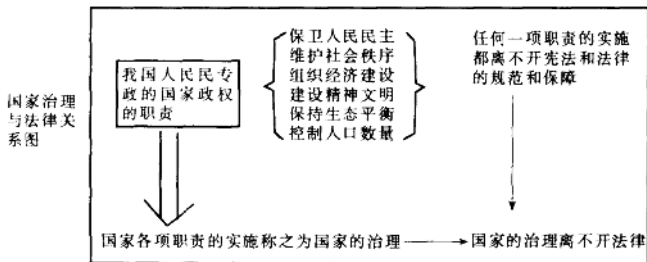 国家治理
与法律关
系图
我国人民民专
政的国家政权
的职责
保卫人民民主
维护社会秩序
组织经济建设
建设精神文明
保持生态平衡
控制人口数量
任何一项职责的实施
都离不开宪法和法律
的规范和保障
国家各项职责的实施称之为国家的治理
国家的治理离不开法律